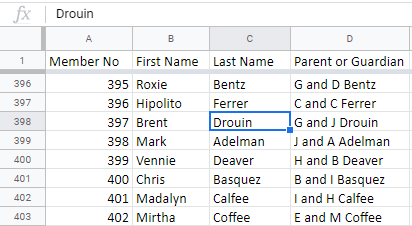 fx Drouin
A B C D
1 Member No First Name Last Name Parent or Guardian
396 395 Roxie Bentz G and D Bentz
397 396 Hipolito Ferrer C and C Ferrer
398 397 Brent Drouin G and J Drouin
399 398 Mark Adelman J and A Adelman
400 399 Vennie Deaver H and B Deaver
401 400 Chris Basquez B and I Basquez
402 401 Madalyn Calfee I and H Calfee
403 402 Mirtha Coffee E and M Coffee